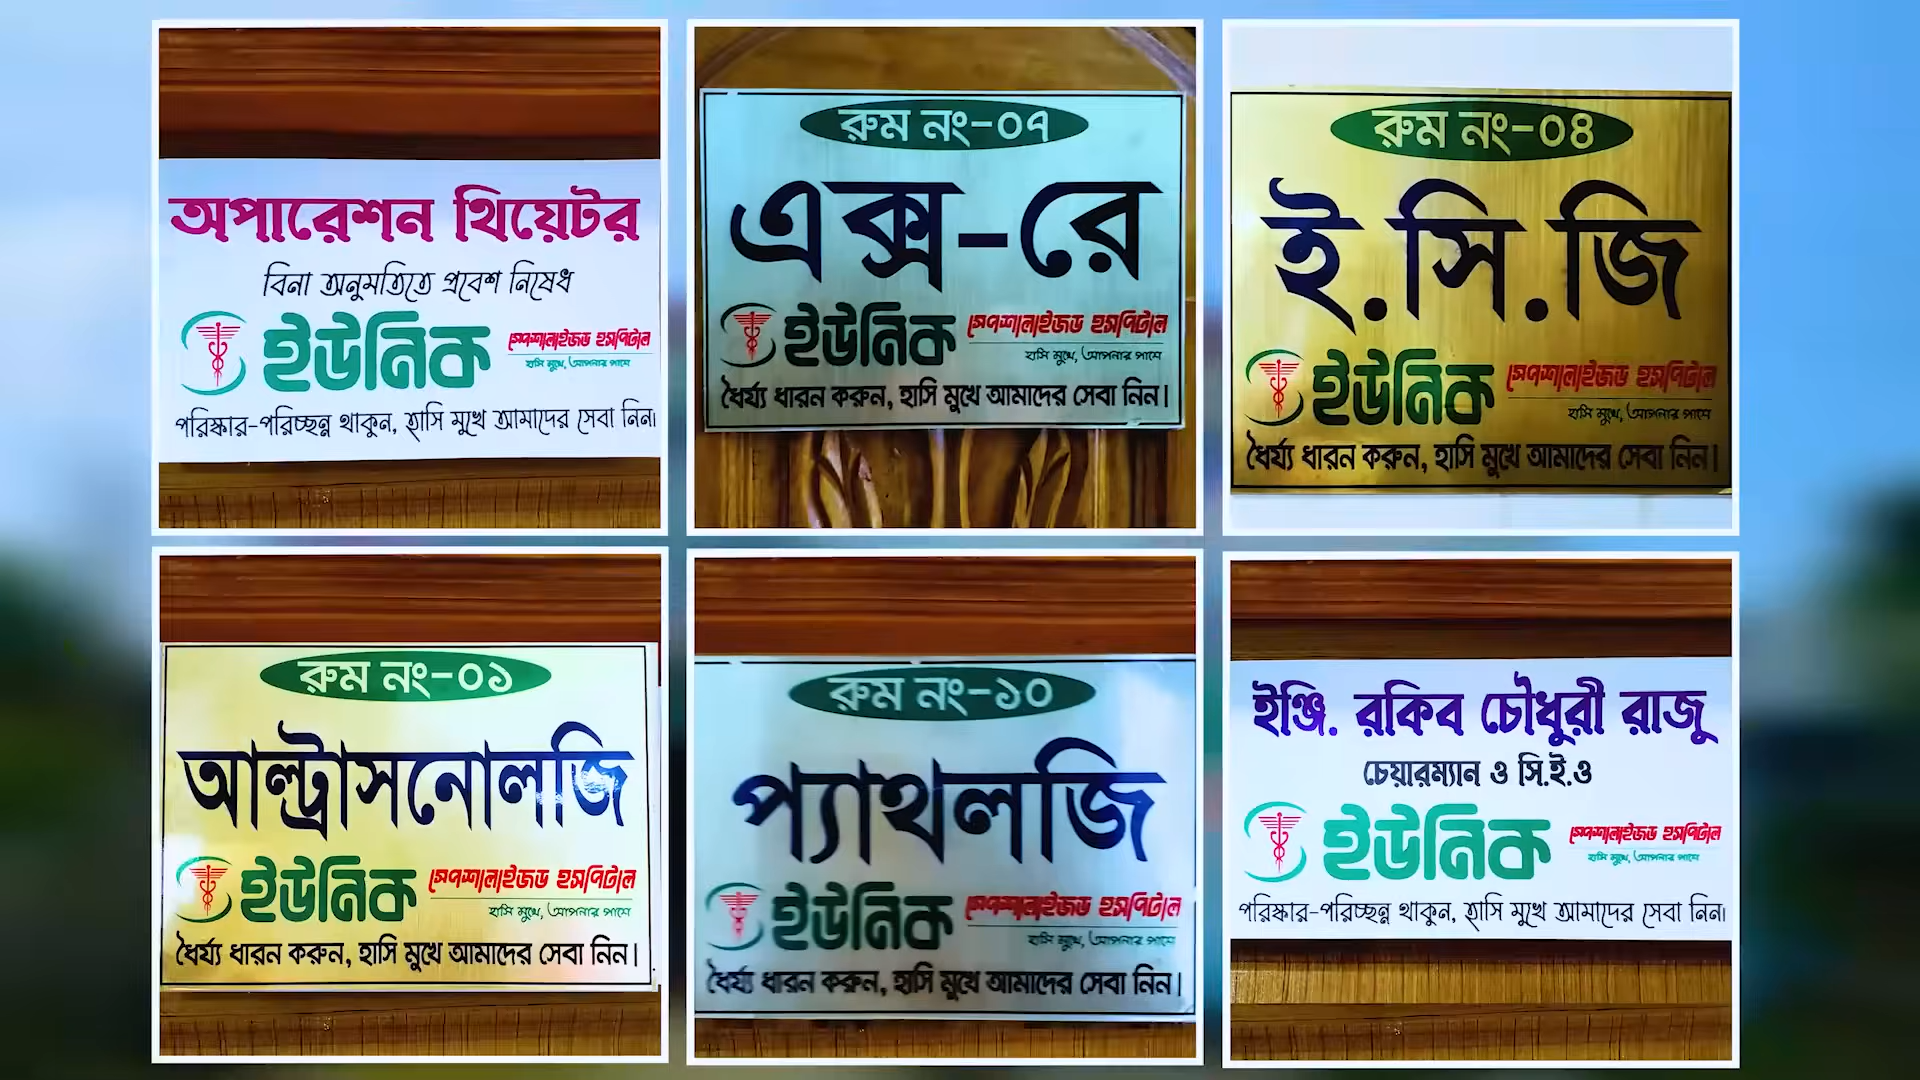 অপারেশন থিয়েটর
বিনা অনুমতিতে প্রবেশ নিষেধ
ইউনিক
স্পেশালাইজড হসপিটাল
হাসি মুখে, আপনার পাশে
পরিস্কার-পরিচ্ছন্ন থাকুন, হাসি মুখে আমাদের সেবা নিন।
রুম নং-০৭
এক্স-রে
ইউনিক
স্পেশালাইজড হসপিটাল
হাসি মুখে, আপনার পাশে
ধৈর্য্য ধারন করুন, হাসি মুখে আমাদের সেবা নিন।
রুম নং-০৪
ই.সি.জি
ইউনিক
স্পেশালাইজড হসপিটাল
হাসি মুখে, আপনার পাশে
ধৈর্য্য ধারন করুন, হাসি মুখে আমাদের সেবা নিন।
রুম নং-০১
আল্ট্রাসনোলজি
ইউনিক
স্পেশালাইজড হসপিটাল
হাসি মুখে, আপনার পাশে
ধৈর্য্য ধারন করুন, হাসি মুখে আমাদের সেবা নিন।
রুম নং-১০
প্যাথলজি
ইউনিক
স্পেশালাইজড হসপিটাল
হাসি মুখে, আপনার পাশে
ধৈর্য্য ধারন করুন, হাসি মুখে আমাদের সেবা নিন।
ইঞ্জি. রকিব চৌধুরী রাজু
চেয়ারম্যান ও সি.ই.ও
ইউনিক
স্পেশালাইজড হসপিটাল
হাসি মুখে, আপনার পাশে
পরিস্কার-পরিচ্ছন্ন থাকুন, হাসি মুখে আমাদের সেবা নিন।